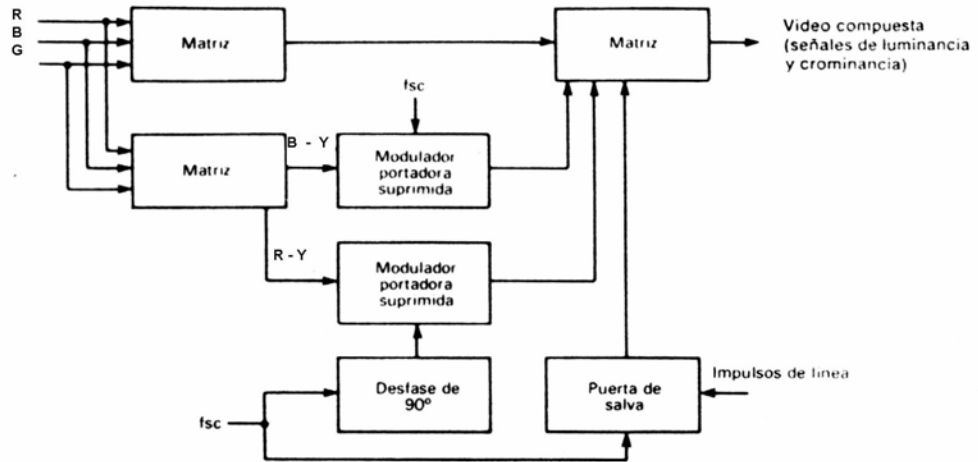 R
B
G
Matriz
Matriz
Video compuesta
(señales de luminancia
y crominancia)
fsc
B - Y
Matriz
Modulador
portadora
suprimida
R - Y
Modulador
portadora
suprimida
Desfase de
90º
Puerta de
salva
Impulsos de línea
fsc